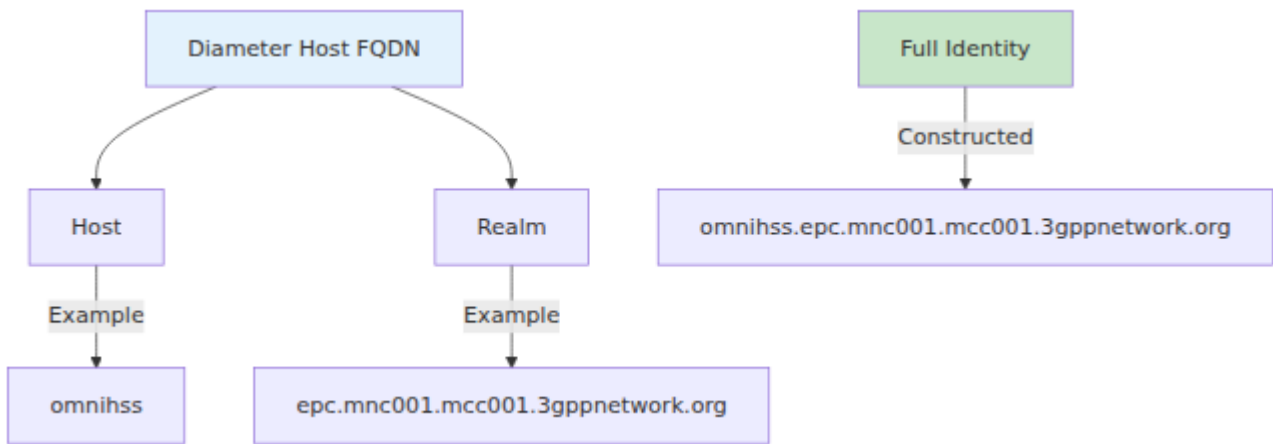 Diameter Host FQDN
Full Identity
Constructed
Host
Realm
omnihss.epc.mnc001.mcc001.3gppnetwork.org
Example
Example
omnihss
epc.mnc001.mcc001.3gppnetwork.org